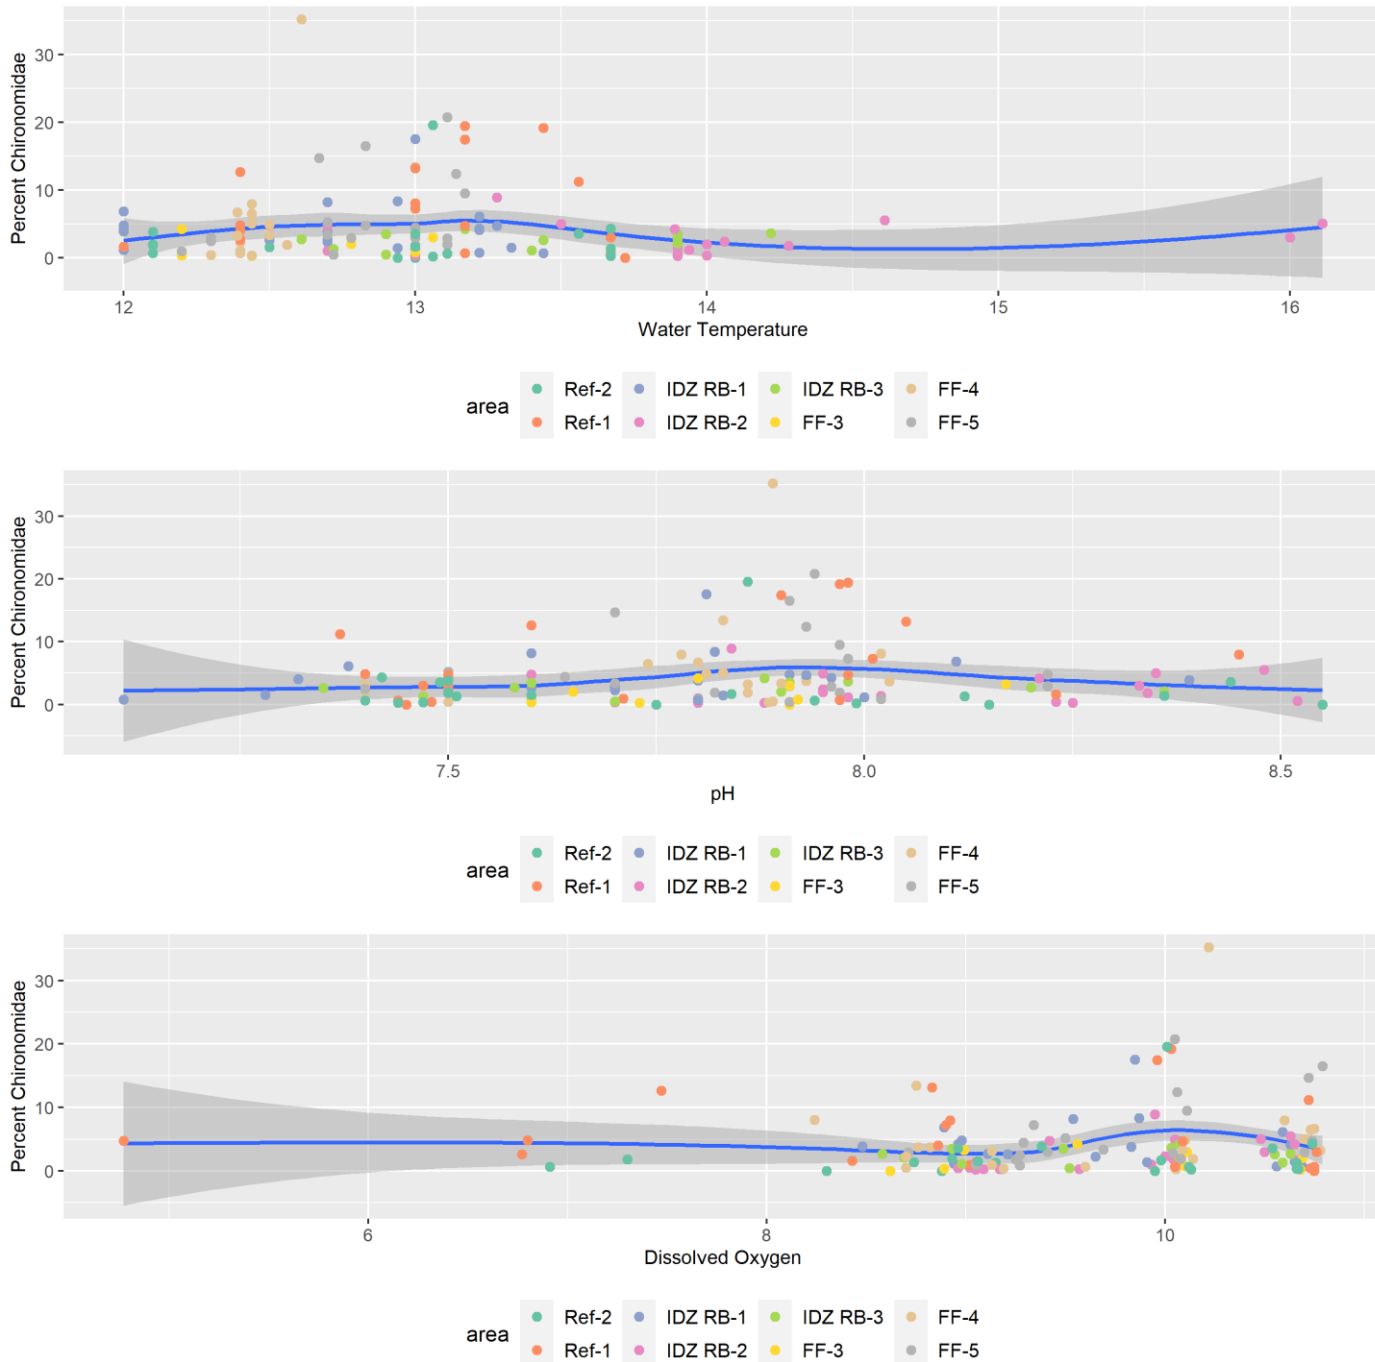 Percent Chironomidae
30
20
10
0
12 13 14 15 16
Water Temperature
area Ref-2 IDZ RB-1 IDZ RB-3 FF-4
Ref-1 IDZ RB-2 FF-3 FF-5
Percent Chironomidae
30
20
10
0
7.5 8.0 8.5
pH
area Ref-2 IDZ RB-1 IDZ RB-3 FF-4
Ref-1 IDZ RB-2 FF-3 FF-5
Percent Chironomidae
30
20
10
0
6 8 10
Dissolved Oxygen
area Ref-2 IDZ RB-1 IDZ RB-3 FF-4
Ref-1 IDZ RB-2 FF-3 FF-5